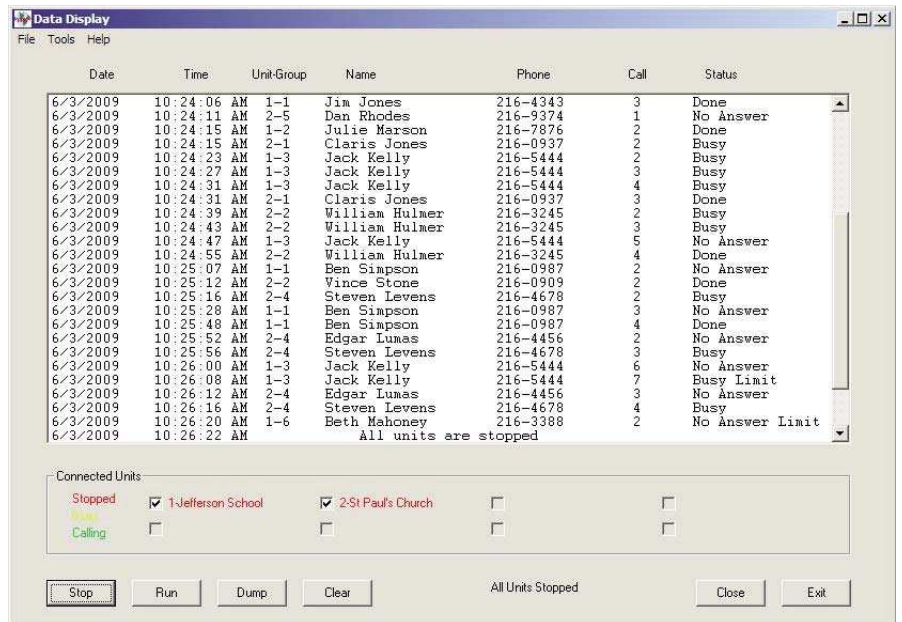 Data Display
File Tools Help
Date Time Unit-Group Name Phone Call Status
6/3/2009 10:24:06 AM 1-1 Jim Jones 216-4343 3 Done
6/3/2009 10:24:11 AM 2-5 Dan Rhodes 216-9374 1 No Answer
6/3/2009 10:24:15 AM 1-2 Julie Marson 216-7876 2 Done
6/3/2009 10:24:15 AM 2-1 Claris Jones 216-0937 2 Busy
6/3/2009 10:24:23 AM 1-3 Jack Kelly 216-5444 2 Busy
6/3/2009 10:24:27 AM 1-3 Jack Kelly 216-5444 3 Busy
6/3/2009 10:24:31 AM 1-3 Jack Kelly 216-5444 4 Busy
6/3/2009 10:24:31 AM 2-1 Claris Jones 216-0937 3 Done
6/3/2009 10:24:39 AM 2-2 William Hulmer 216-3245 2 Busy
6/3/2009 10:24:43 AM 2-2 William Hulmer 216-3245 3 Busy
6/3/2009 10:24:47 AM 1-3 Jack Kelly 216-5444 5 No Answer
6/3/2009 10:24:55 AM 2-2 William Hulmer 216-3245 4 Done
6/3/2009 10:25:07 AM 1-1 Ben Simpson 216-0987 2 No Answer
6/3/2009 10:25:12 AM 2-2 Vince Stone 216-0909 2 Done
6/3/2009 10:25:16 AM 2-4 Steven Levens 216-4678 2 Busy
6/3/2009 10:25:28 AM 1-1 Ben Simpson 216-0987 3 No Answer
6/3/2009 10:25:48 AM 1-1 Ben Simpson 216-0987 4 Done
6/3/2009 10:25:52 AM 2-4 Edgar Lumas 216-4456 2 No Answer
6/3/2009 10:25:56 AM 2-4 Steven Levens 216-4678 3 Busy
6/3/2009 10:26:00 AM 1-3 Jack Kelly 216-5444 6 No Answer
6/3/2009 10:26:08 AM 1-3 Jack Kelly 216-5444 7 Busy Limit
6/3/2009 10:26:12 AM 2-4 Edgar Lumas 216-4456 3 No Answer
6/3/2009 10:26:16 AM 2-4 Steven Levens 216-4678 4 Busy
6/3/2009 10:26:20 AM 1-6 Beth Mahoney 216-3388 2 No Answer Limit
6/3/2009 10:26:22 AM All units are stopped
Connected Units
Stopped 1-Jefferson School 2-St Paul's Church
Calling
Stop Run Dump Clear All Units Stopped Close Exit